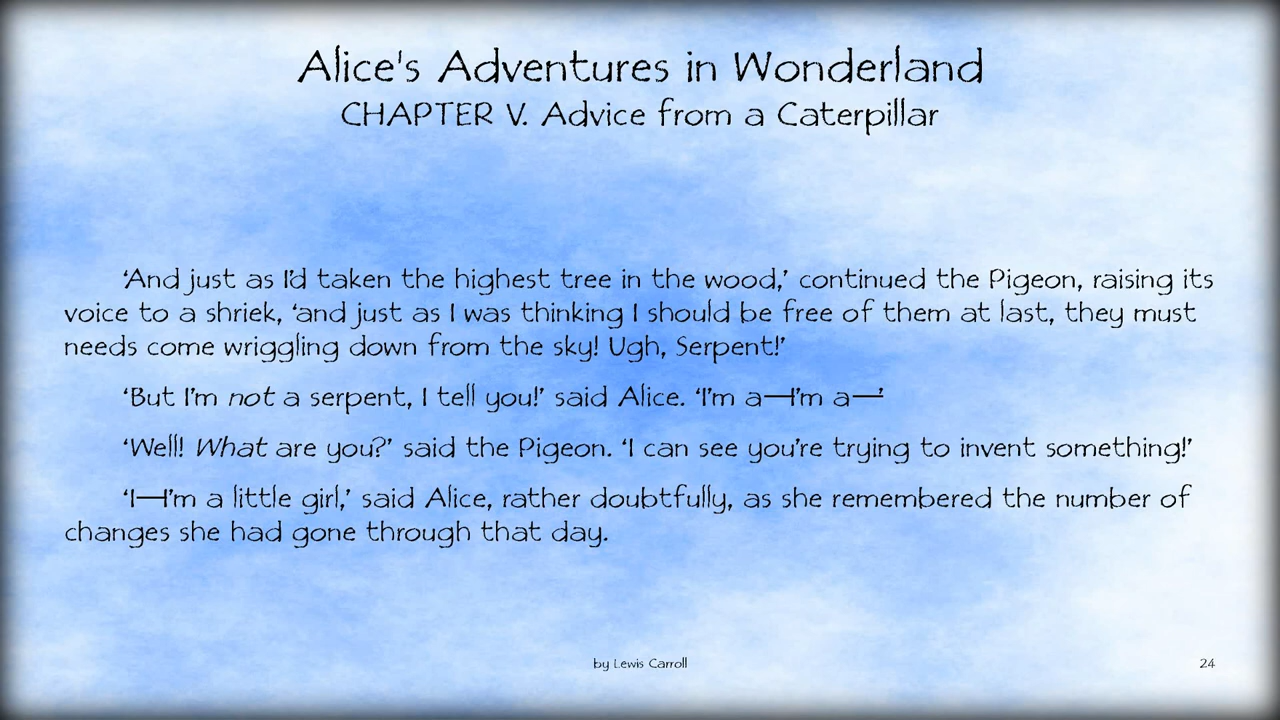 Alice's Adventures in Wonderland
CHAPTER V. Advice from a Caterpillar
‘And just as I’d taken the highest tree in the wood,’ continued the Pigeon, raising its
voice to a shriek, ‘and just as I was thinking I should be free of them at last, they must
needs come wriggling down from the sky! Ugh, Serpent!’
‘But I’m not a serpent, I tell you!’ said Alice. ‘I’m a—I’m a—’
‘Well! What are you?’ said the Pigeon. ‘I can see you’re trying to invent something!’
‘I—I’m a little girl,’ said Alice, rather doubtfully, as she remembered the number of
changes she had gone through that day.
by Lewis Carroll
24